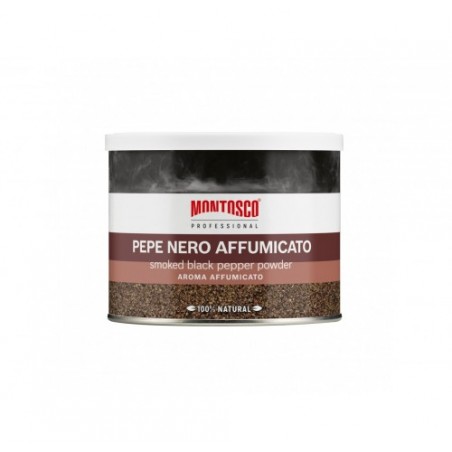 MONTOSCO
PROFESSIONAL
PEPE NERO AFFUMICATO
smoked black pepper powder
AROMA AFFUMICATO
100% NATURAL